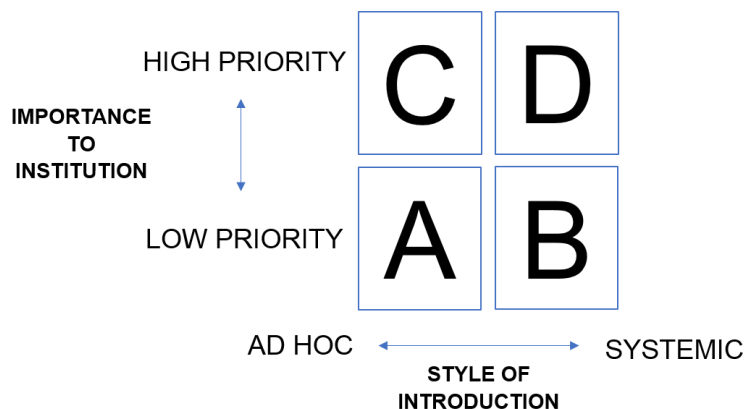 HIGH PRIORITY
C
D
IMPORTANCE
TO
INSTITUTION
LOW PRIORITY
A
B
AD HOC
SYSTEMIC
STYLE OF
INTRODUCTION